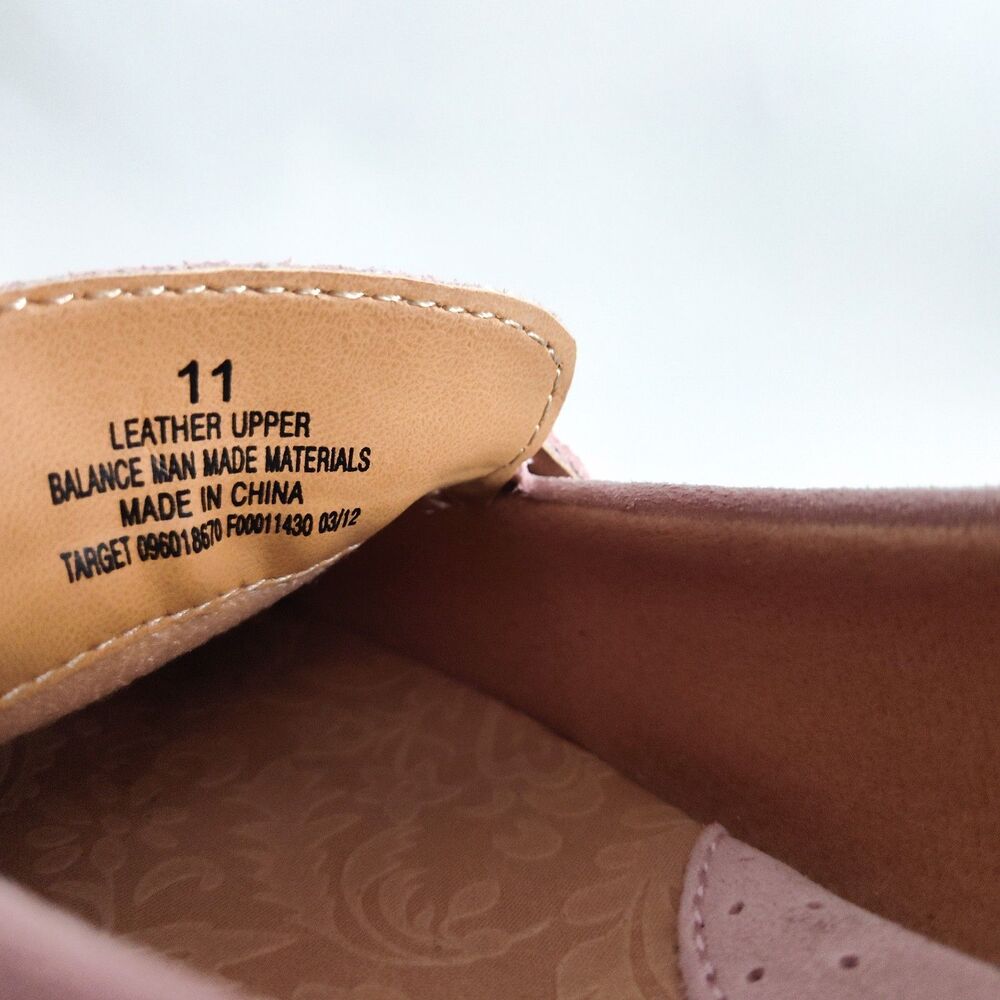 11
LEATHER UPPER
BALANCE MAN MADE MATERIALS
MADE IN CHINA
TARGET 096018670 F00011430 03/12